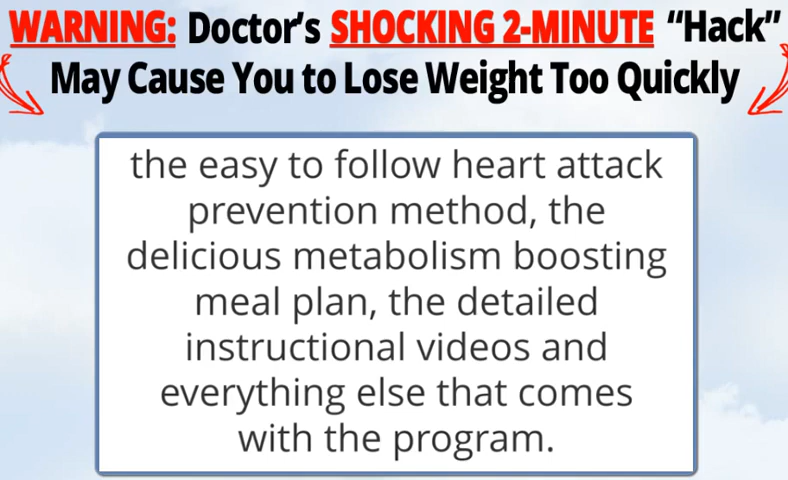 WARNING: Doctor's SHOCKING 2-MINUTE “Hack”
May Cause You to Lose Weight Too Quickly
the easy to follow heart attack
prevention method, the
delicious metabolism boosting
meal plan, the detailed
instructional videos and
everything else that comes
with the program.